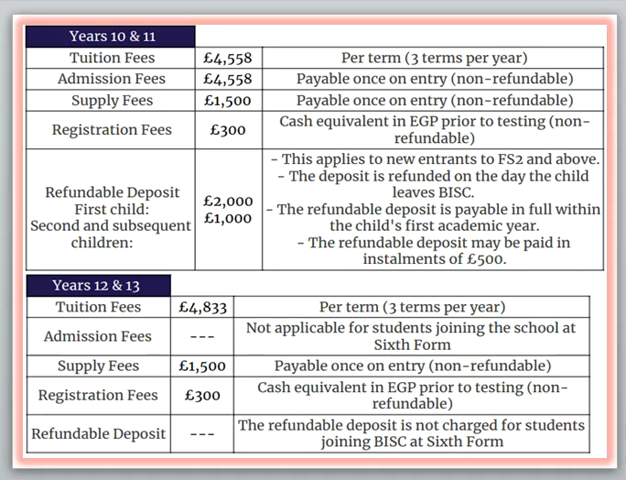 Years 10 & 11
Tuition Fees £4,558 Per term (3 terms per year)
Admission Fees £4,558 Payable once on entry (non-refundable)
Supply Fees £1,500 Payable once on entry (non-refundable)
Registration Fees £300 Cash equivalent in EGP prior to testing (non-
refundable)
Refundable Deposit
First child:
Second and subsequent
children:
£2,000
£1,000
- This applies to new entrants to FS2 and above.
- The deposit is refunded on the day the child
leaves BISC.
- The refundable deposit is payable in full within
the child's first academic year.
- The refundable deposit may be paid in
instalments of £500.
Years 12 & 13
Tuition Fees £4,833 Per term (3 terms per year)
Admission Fees --- Not applicable for students joining the school at
Sixth Form
Supply Fees £1,500 Payable once on entry (non-refundable)
Registration Fees £300 Cash equivalent in EGP prior to testing (non-
refundable)
Refundable Deposit --- The refundable deposit is not charged for students
joining BISC at Sixth Form